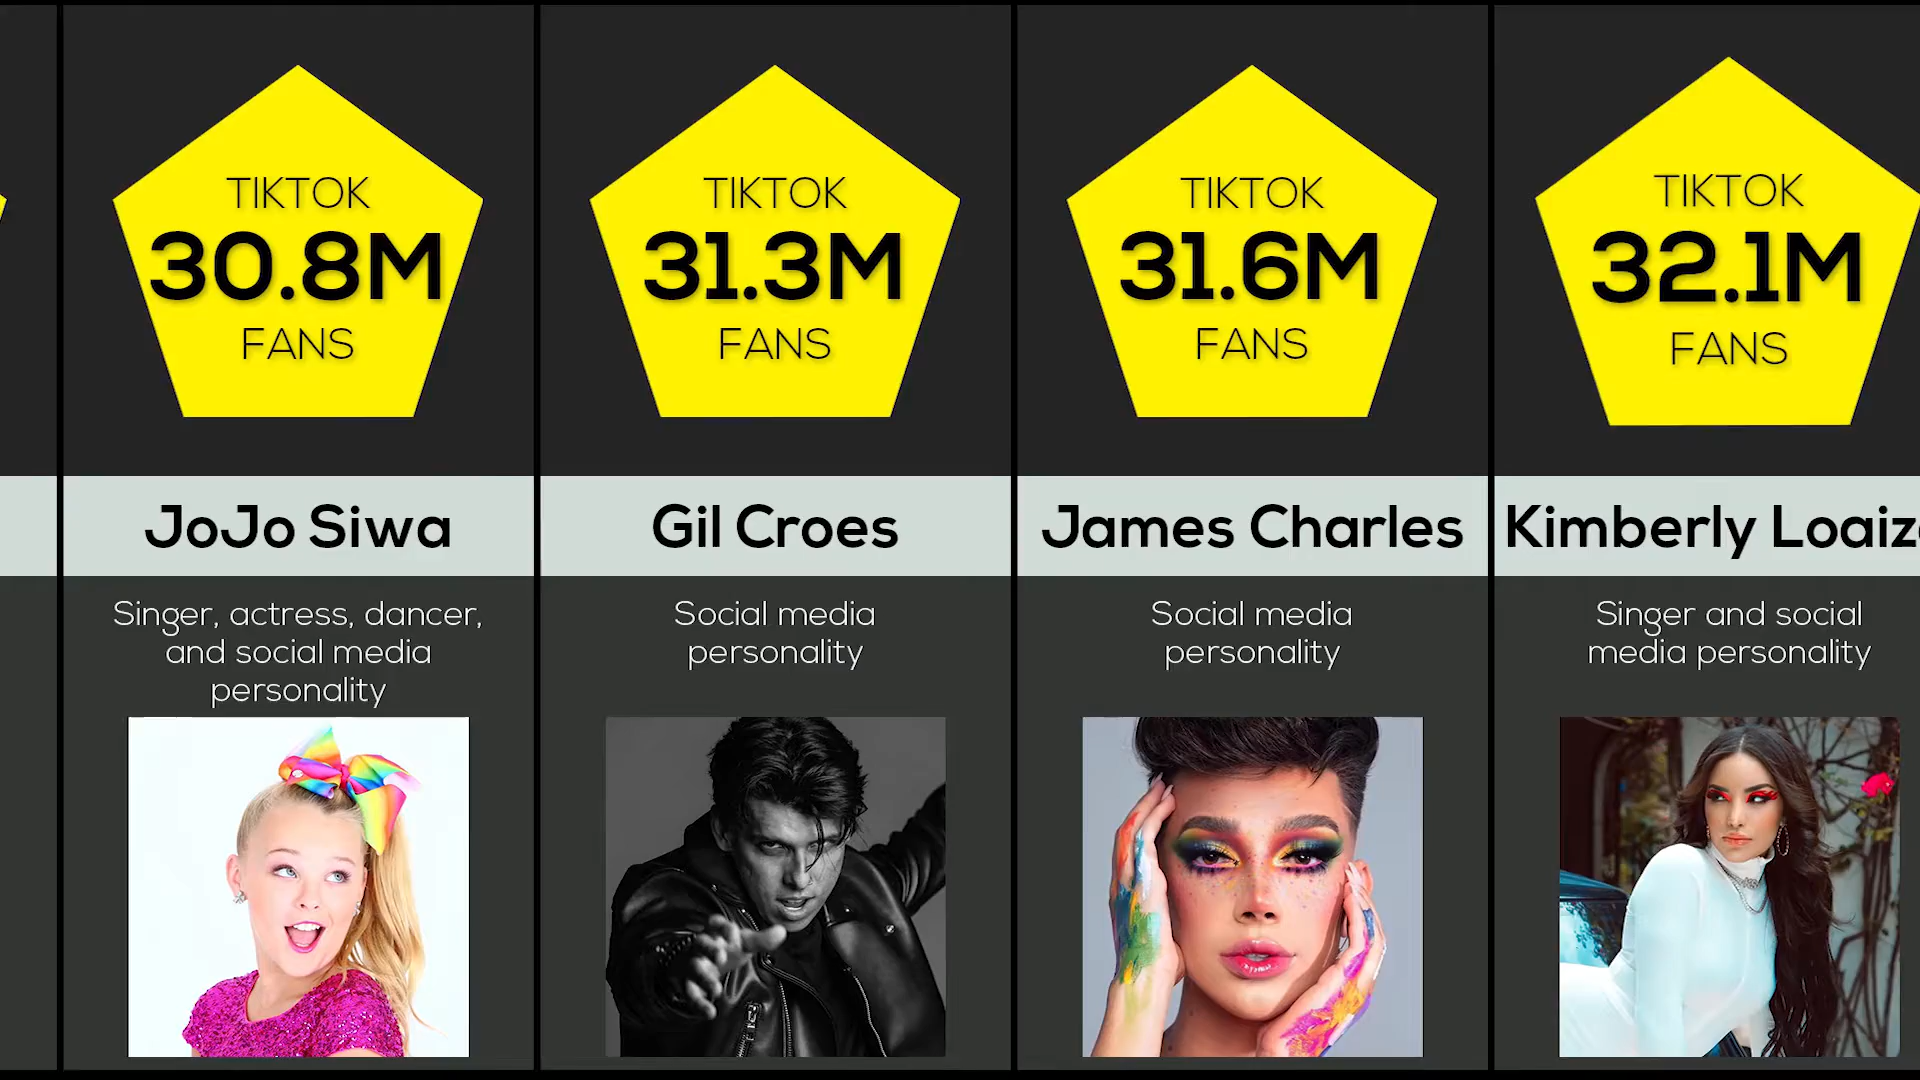 TIKTOK
30.8M
FANS
JoJo Siwa
Singer, actress, dancer,
and social media
personality
TIKTOK
31.3M
FANS
Gil Croes
Social media
personality
TIKTOK
31.6M
FANS
James Charles
Social media
personality
TIKTOK
32.1M
FANS
Kimberly Loaiza
Singer and social
media personality